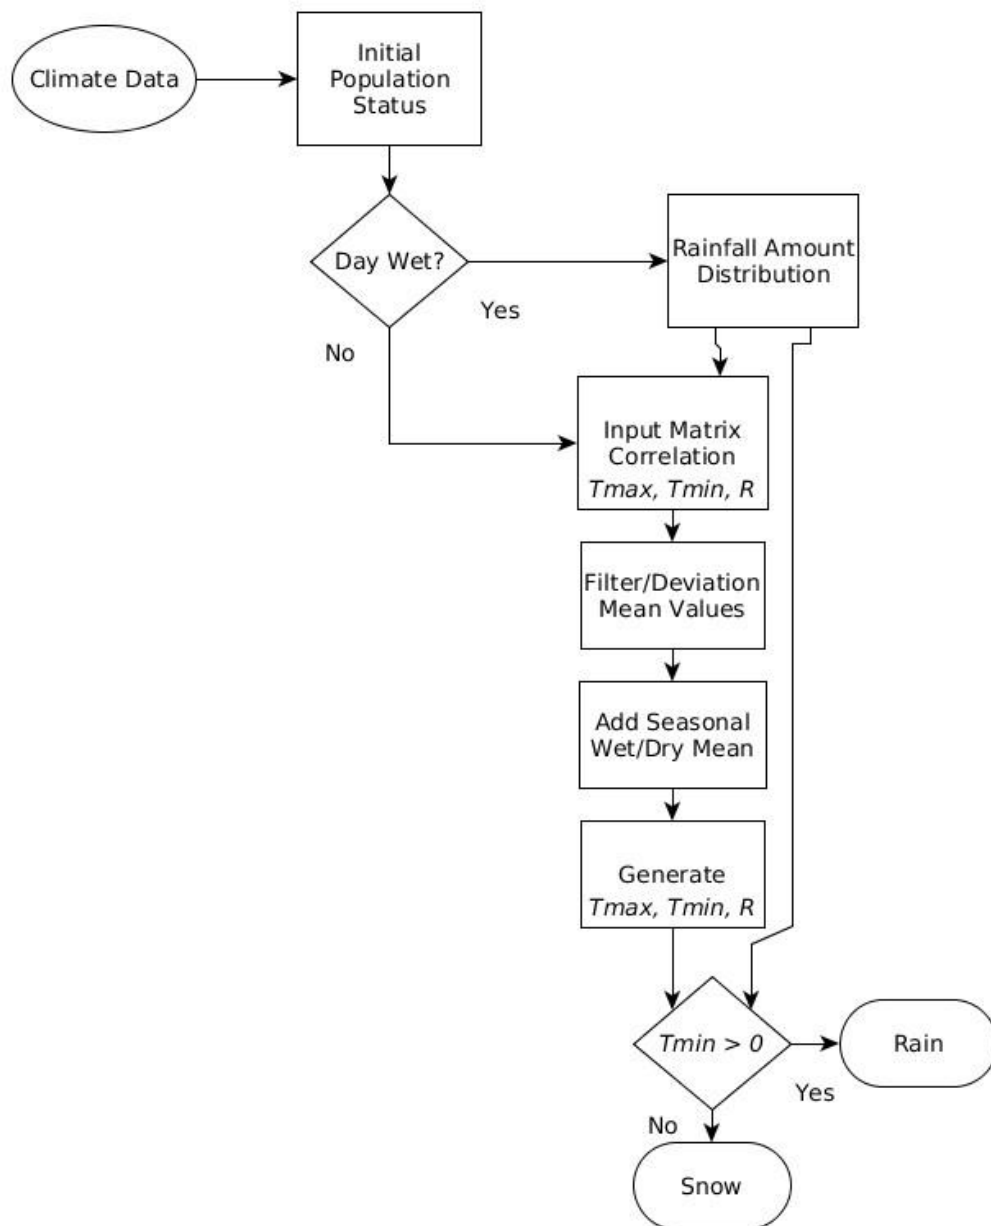 Climate Data
Initial
Population
Status
Day Wet?
Yes
No
Rainfall Amount
Distribution
Input Matrix
Correlation
Tmax, Tmin, R
Filter/Deviation
Mean Values
Add Seasonal
Wet/Dry Mean
Generate
Tmax, Tmin, R
Tmin > 0
Yes
Rain
No
Snow